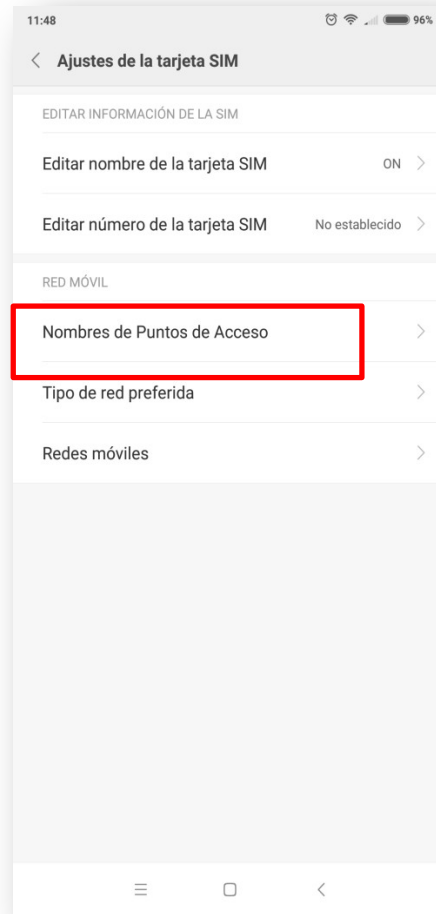 11:48 96%
Ajustes de la tarjeta SIM
EDITAR INFORMACIÓN DE LA SIM
Editar nombre de la tarjeta SIM ON
Editar número de la tarjeta SIM No establecido
RED MÓVIL
Nombres de Puntos de Acceso
Tipo de red preferida
Redes móviles